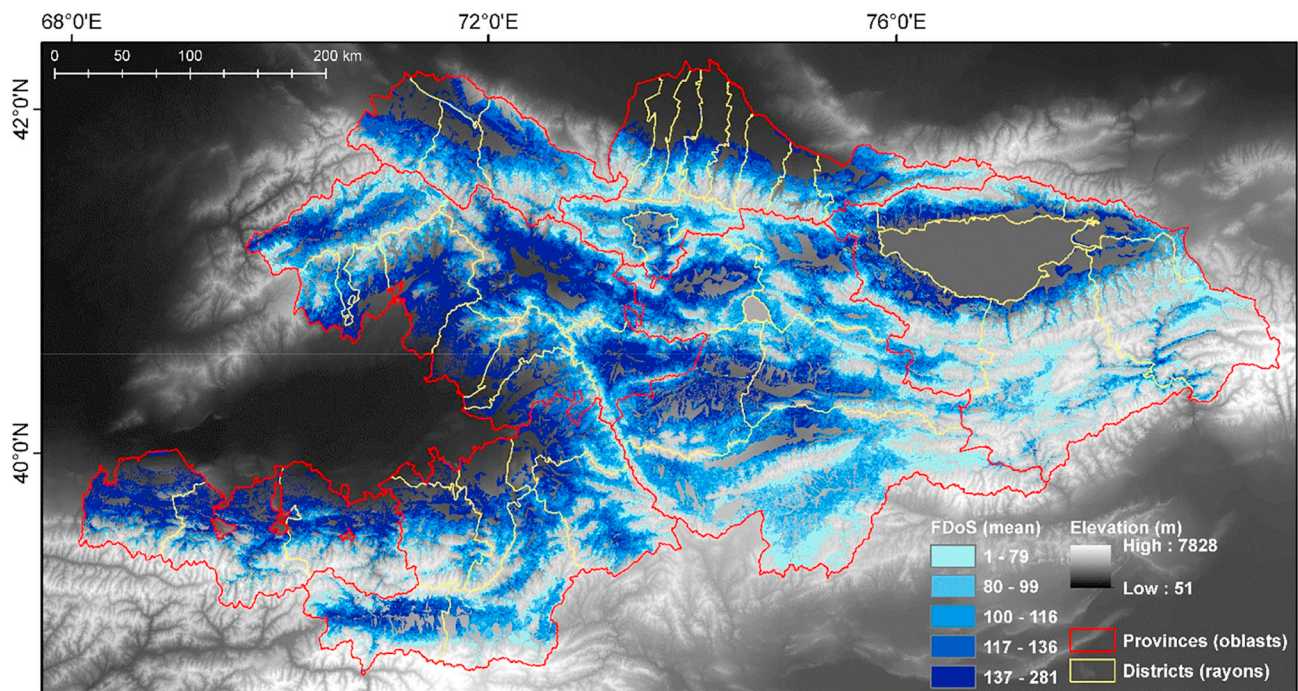 68°0'E 72°0'E 76°0'E
0 50 100 200 km
42°N
40°0'N
FDoS (mean) Elevation (m)
1 - 79 High : 7828
80 - 99 Low : 51
100 - 116
117 - 136 Provinces (oblasts)
137 - 281 Districts (rayons)